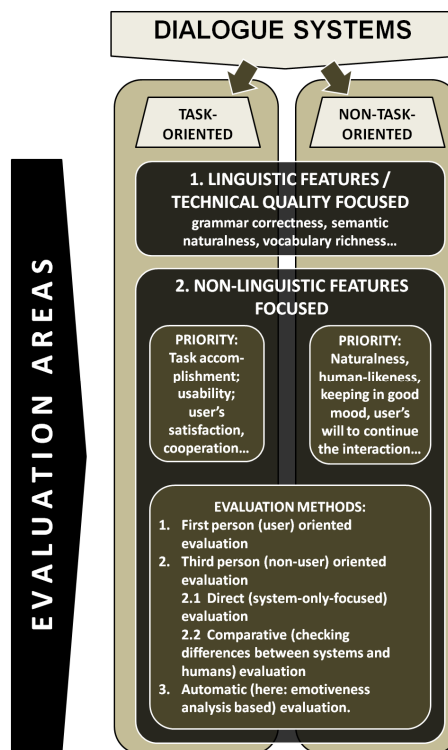 DIALOGUE SYSTEMS
TASK-
ORIENTED
NON-TASK-
ORIENTED
EVALUATION AREAS
1. LINGUISTIC FEATURES /
TECHNICAL QUALITY FOCUSED
grammar correctness, semantic
naturalness, vocabulary richness…
2. NON-LINGUISTIC FEATURES
FOCUSED
PRIORITY:
Task accom-
plishment;
usability;
user's
satisfaction,
cooperation…
PRIORITY:
Naturalness,
human-likeness,
keeping in good
mood, user's
will to continue
the interaction…
EVALUATION METHODS:
1. First person (user) oriented
evaluation
2. Third person (non-user) oriented
evaluation
2.1 Direct (system-only-focused)
evaluation
2.2 Comparative (checking
differences between systems and
humans) evaluation
3. Automatic (here: emotiveness
analysis based) evaluation.